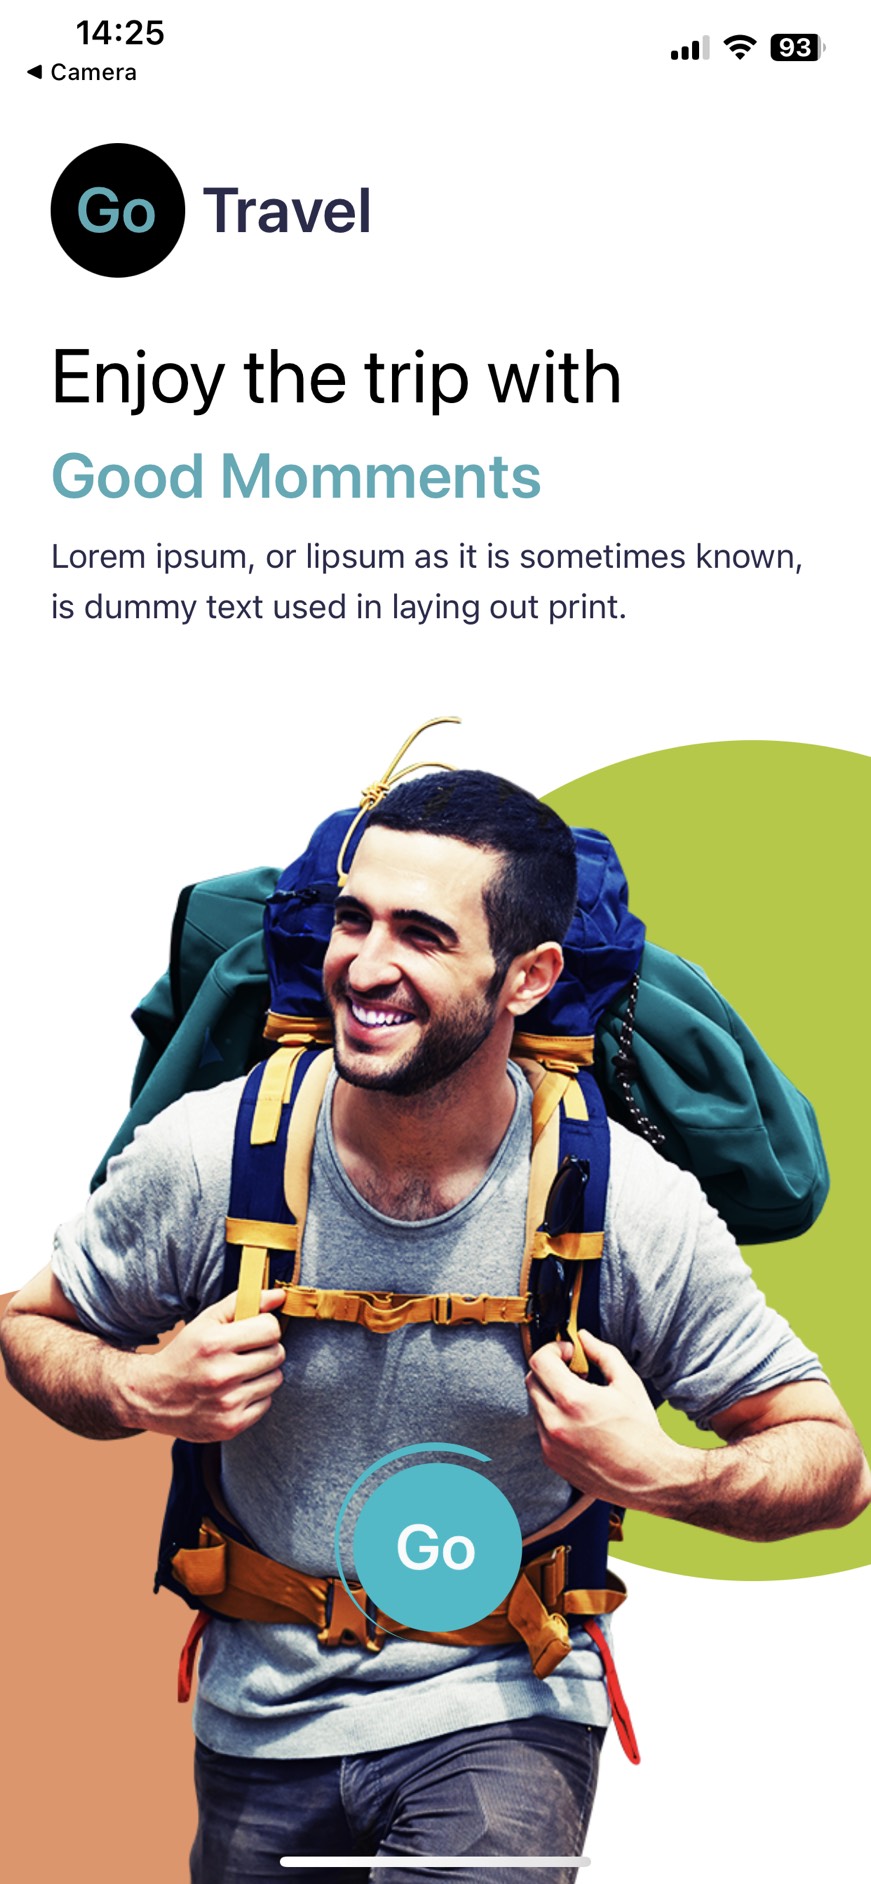 14:25
93
◀ Camera
Go Travel
Enjoy the trip with
Good Momments
Lorem ipsum, or lipsum as it is sometimes known,
is dummy text used in laying out print.
Go